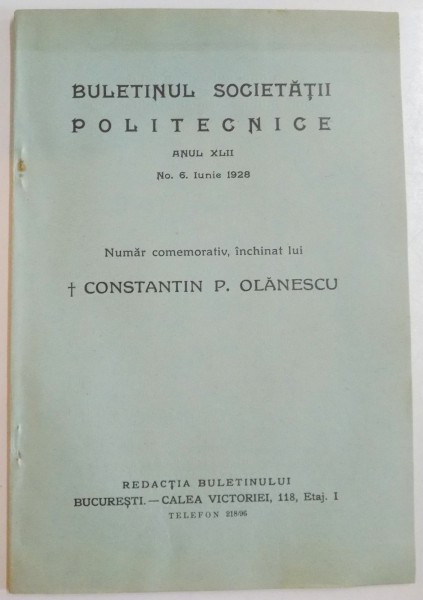 BULETINUL SOCIETĂȚII
POLITECNICE
ANUL XLII
No. 6. Iunie 1928
Număr comemorativ, închinat lui
† CONSTANTIN P. OLĂNESCU
REDACȚIA BULETINULUI
BUCUREȘTI.—CALEA VICTORIEI, 118, Etaj. I
TELEFON 218/96